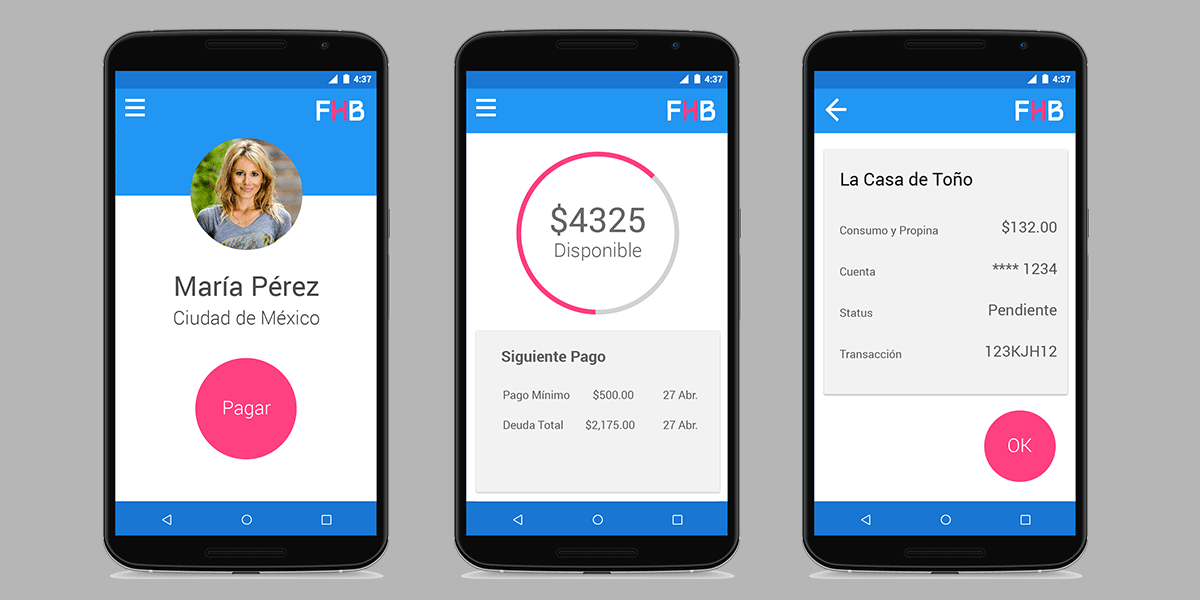 4:37
FHB
María Pérez
Ciudad de México
Pagar
4:37
FHB
$4325
Disponible
Siguiente Pago
Pago Mínimo $500.00 27 Abr.
Deuda Total $2,175.00 27 Abr.
4:37
FHB
La Casa de Toño
Consumo y Propina $132.00
Cuenta **** 1234
Status Pendiente
Transacción 123KJH12
OK